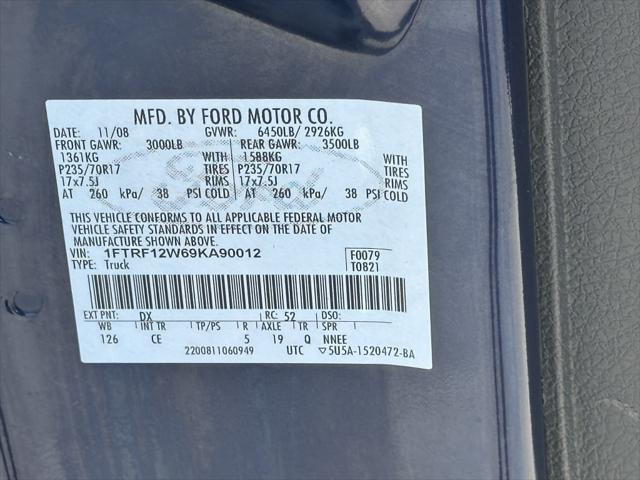 MFD. BY FORD MOTOR CO.
DATE: 11/08 GVWR: 6450LB/ 2926KG
FRONT GAWR: 3000LB REAR GAWR: 3500LB
1361KG WITH 1588KG WITH
P235/70R17 TIRES P235/70R17 TIRES
17x7.5J RIMS 17x7.5J RIMS
AT 260 kPa/ 38 PSI COLD AT 260 kPa/ 38 PSI COLD
THIS VEHICLE CONFORMS TO ALL APPLICABLE FEDERAL MOTOR
VEHICLE SAFETY STANDARDS IN EFFECT ON THE DATE OF
MANUFACTURE SHOWN ABOVE.
VIN: 1FTRF12W69KA90012 F0079
TYPE: Truck T0821
EXT PNT: DX RC: 52 DSO:
WB INT TR TP/PS R AXLE TR SPR
126 CE 5 19 Q NNEE
2200811060949 UTC ▽5U5A-1520472-BA